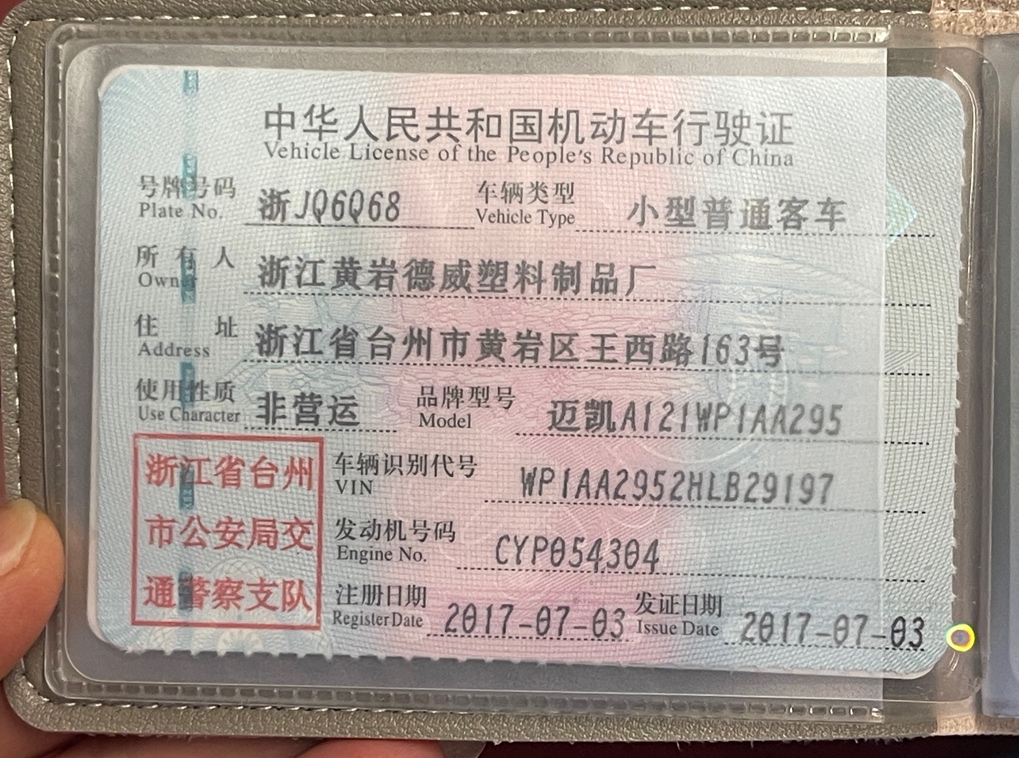 中华人民共和国机动车行驶证
Vehicle License of the People's Republic of China
号牌号码 浙JQ6Q68 车辆类型 小型普通客车
Plate No. Vehicle Type
所有人 浙江黄岩德威塑料制品厂
Owner
住址 浙江省台州市黄岩区王西路163号
Address
使用性质 非营运 品牌型号 迈凯A121WP1AA295
Use Character Model
浙江省台州
市公安局交
通警察支队
车辆识别代号 WP1AA2952HLB29197
VIN
发动机号码 CYP054304
Engine No.
注册日期 2017-07-03 发证日期 2017-07-03
Register Date Issue Date